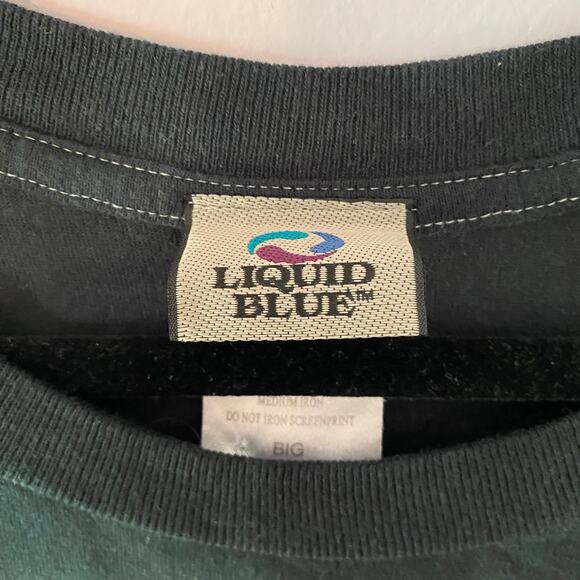 LIQUID
BLUE™
MEDIUM IRON
DO NOT IRON SCREENPRINT
BIG